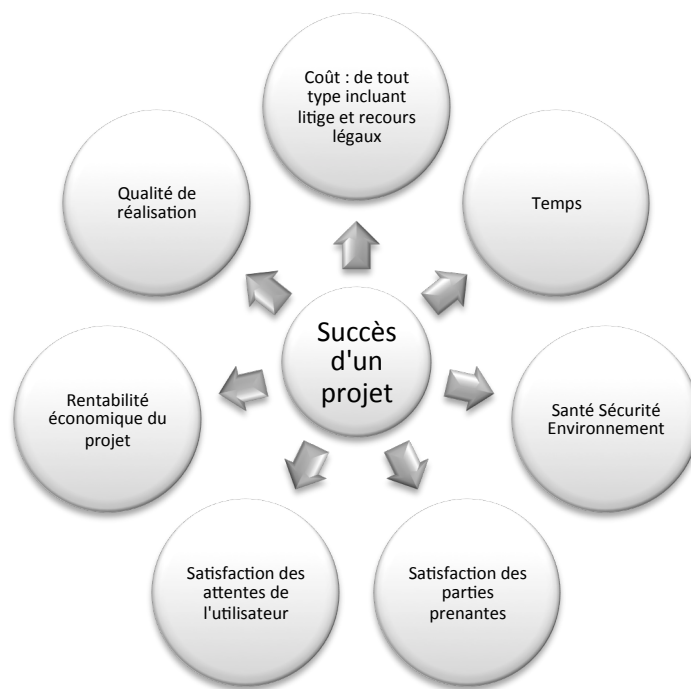 Coût : de tout
type incluant
litige et recours
légaux
Temps
Santé Sécurité
Environnement
Satisfaction des
parties
prenantes
Satisfaction des
attentes de
l'utilisateur
Rentabilité
économique du
projet
Qualité de
réalisation
Succès
d'un
projet